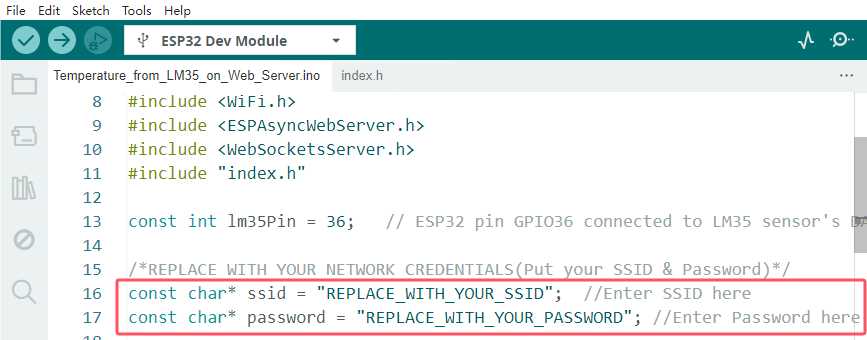 File Edit Sketch Tools Help
ESP32 Dev Module
Temperature_from_LM35_on_Web_Server.ino index.h
8 #include <WiFi.h>
9 #include <ESPAsyncWebServer.h>
10 #include <WebSocketsServer.h>
11 #include "index.h"
12
13 const int lm35Pin = 36; // ESP32 pin GPIO36 connected to LM35 sensor's
14
15 /*REPLACE WITH YOUR NETWORK CREDENTIALS(Put your SSID & Password)*/
16 const char* ssid = "REPLACE_WITH_YOUR_SSID"; //Enter SSID here
17 const char* password = "REPLACE_WITH_YOUR_PASSWORD"; //Enter Password here